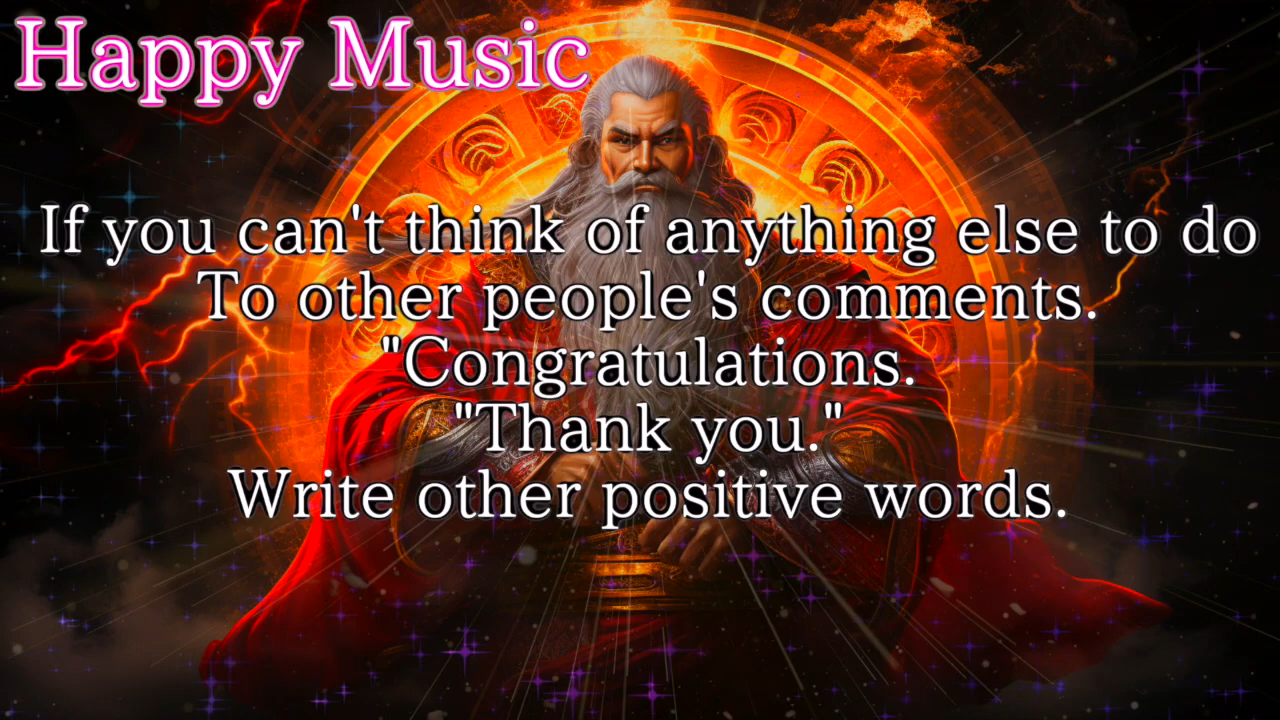 Happy Music
If you can't think of anything else to do
To other people's comments.
"Congratulations.
"Thank you."
Write other positive words.